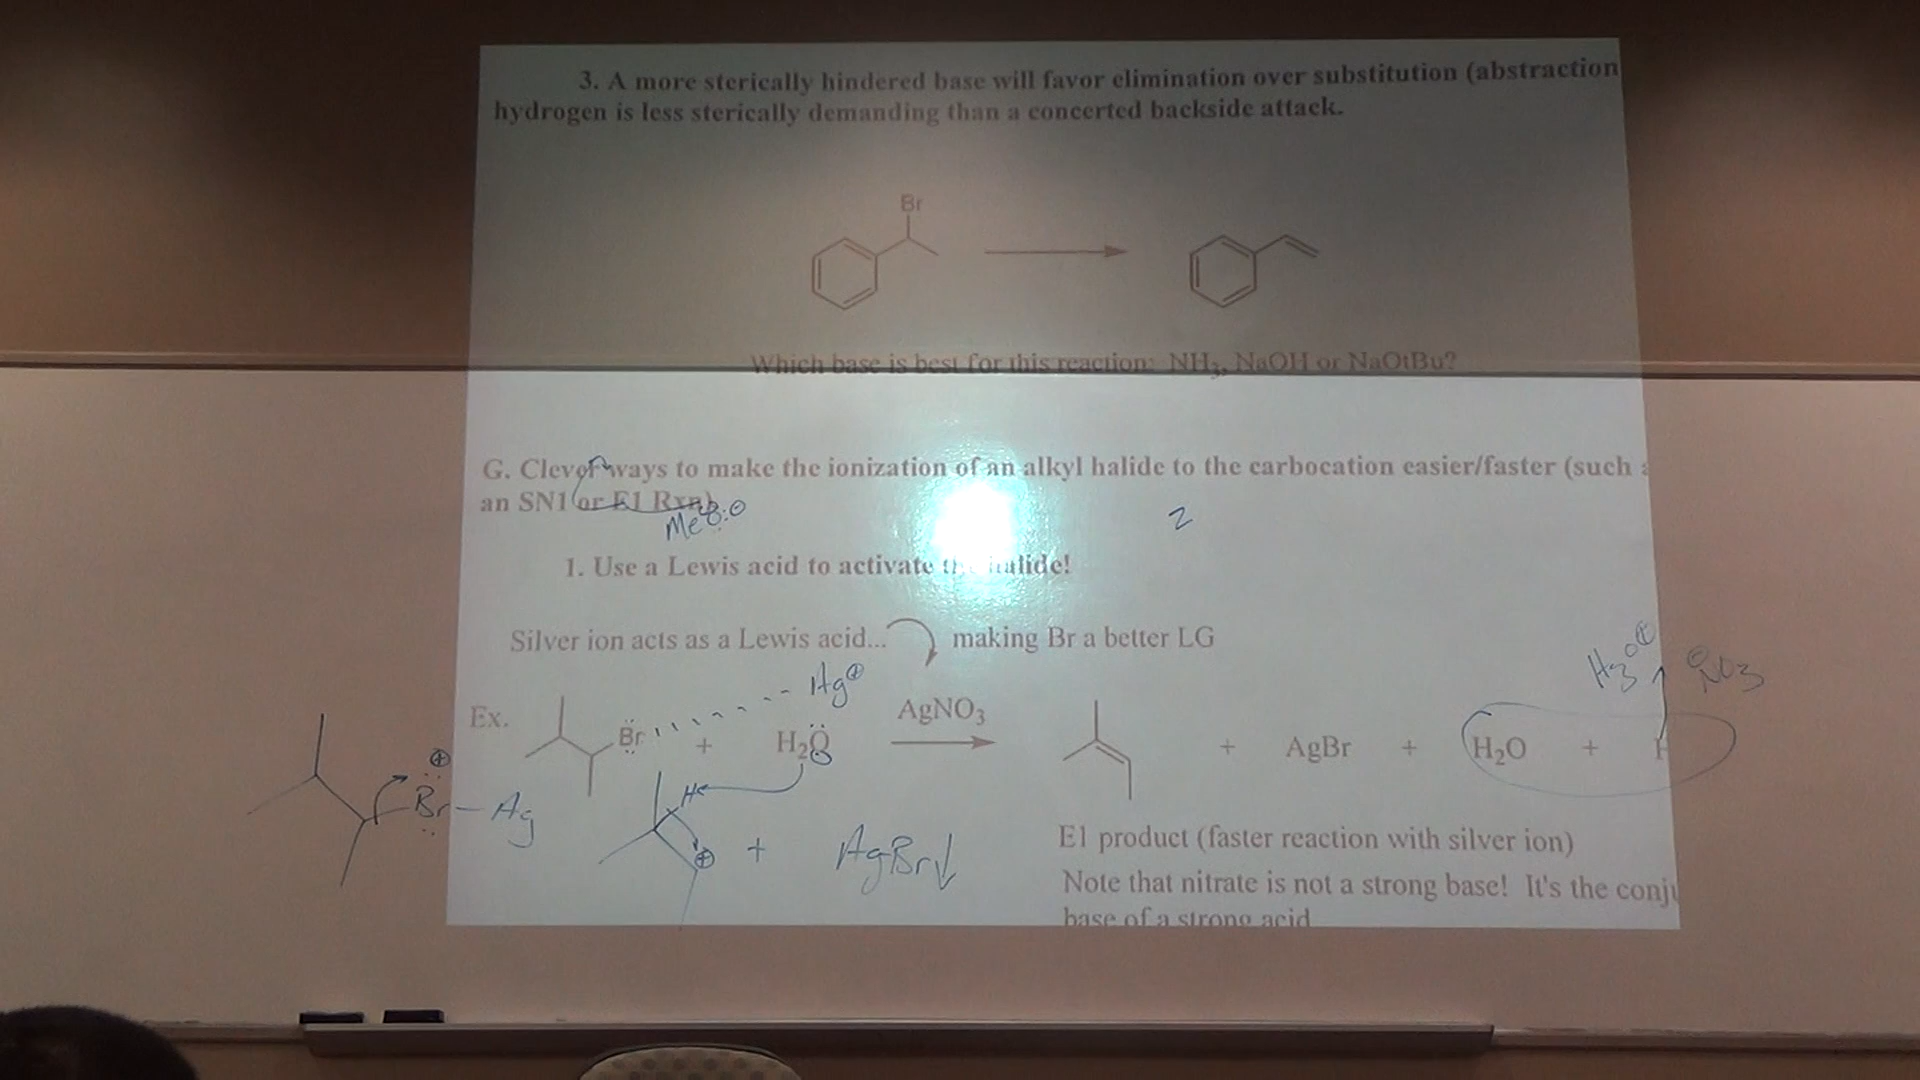 3. A more sterically hindered base will favor elimination over substitution (abstraction
hydrogen is less sterically demanding than a concerted backside attack.
Br
Which base is best for this reaction: NH3, NaOH or NaOtBu?
G. Clever ways to make the ionization of an alkyl halide to the carbocation easier/faster (such
an SN1 (or E1 Rxn)
2
1. Use a Lewis acid to activate the halide!
Silver ion acts as a Lewis acid... making Br a better LG
H3O⊕ ⊖NO3
Ag⊕
Ex. Br + H2O AgNO3 + AgBr + H2O +
⊕
Br - Ag
H
⊕ + AgBr↓
E1 product (faster reaction with silver ion)
Note that nitrate is not a strong base! It's the conju
base of a strong acid